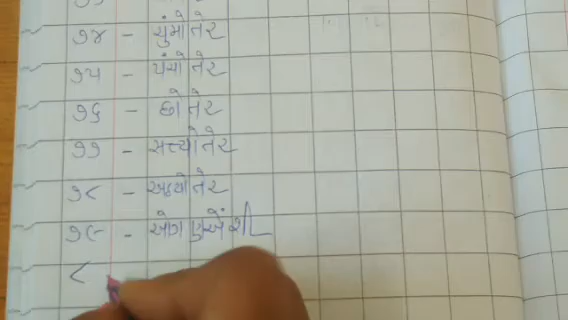 ૭૪ - ચુંમોતેર
૭૫ - પંચોતેર
૭૬ - છોતેર
૭૭ - સત્યોતેર
૭૮ - અઠ્યોતેર
૭૯ - ઓગણએંશી
૮